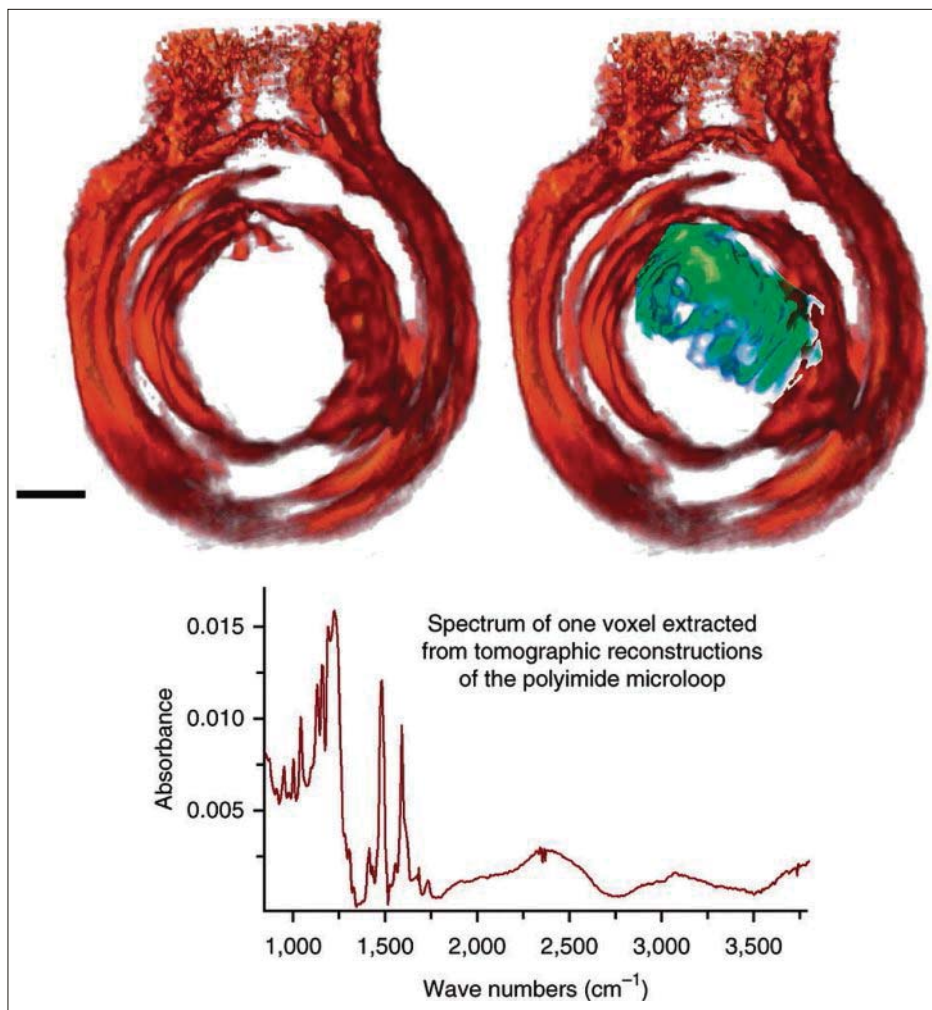 Spectrum of one voxel extracted
from tomographic reconstructions
of the polyimide microloop
0.015
0.010
0.005
Absorbance
1,000 1,500 2,000 2,500 3,000 3,500
Wave numbers (cm⁻¹)